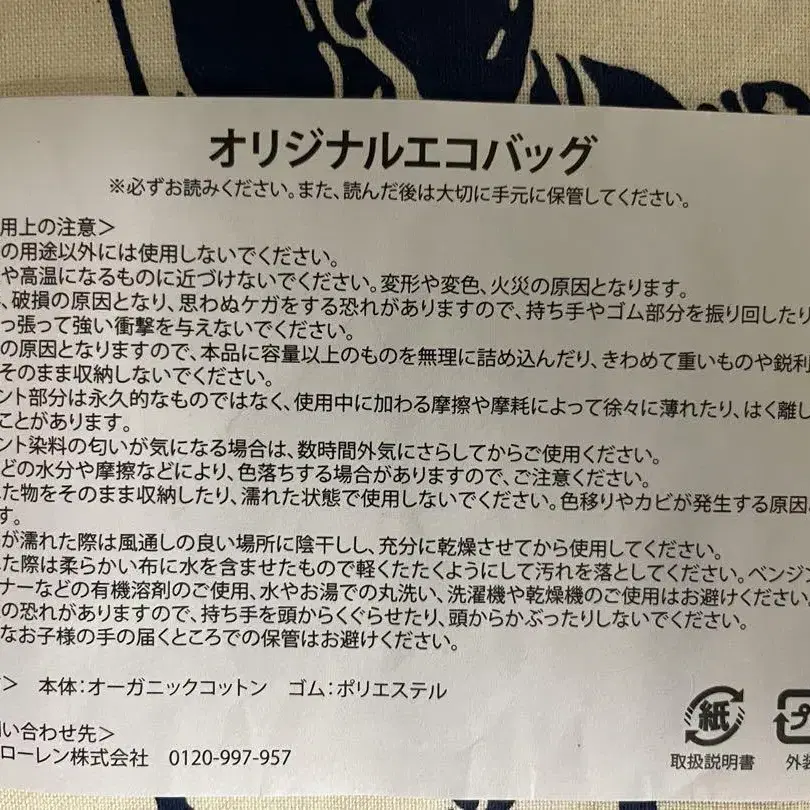 オリジナルエコバッグ
※必ずお読みください。また、読んだ後は大切に手元に保管してください。
用上の注意＞
の用途以外には使用しないでください。
や高温になるものに近づけないでください。変形や変色、火災の原因となります。
、破損の原因となり、思わぬケガをする恐れがありますので、持ち手やゴム部分を振り回したり
っ張って強い衝撃を与えないでください。
の原因となりますので、本品に容量以上のものを無理に詰め込んだり、きわめて重いものや鋭利
そのまま収納しないでください。
ント部分は永久的なものではなく、使用中に加わる摩擦や摩耗によって徐々に薄れたり、はく離し
ことがあります。
ント染料の匂いが気になる場合は、数時間外気にさらしてからご使用ください。
どの水分や摩擦などにより、色落ちする場合がありますので、ご注意ください。
た物をそのまま収納したり、濡れた状態で使用しないでください。色移りやカビが発生する原因
す。
が濡れた際は風通しの良い場所に陰干しし、充分に乾燥させてから使用してください。
た際は柔らかい布に水を含ませたもので軽くたたくようにして汚れを落としてください。ベンジン
ナーなどの有機溶剤のご使用、水やお湯での丸洗い、洗濯機や乾燥機のご使用はお避けください。
の恐れがありますので、持ち手を頭からくぐらせたり、頭からかぶったりしないでください。
なお子様の手の届くところでの保管はお避けください。
＞ 本体：オーガニックコットン ゴム：ポリエステル
い合わせ先＞
ローレン株式会社 0120-997-957
紙
取扱説明書
プ
外装